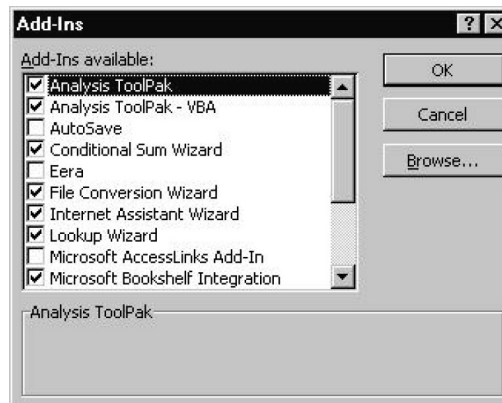 Add-Ins
Add-Ins available:
Analysis ToolPak
Analysis ToolPak - VBA
AutoSave
Conditional Sum Wizard
Eera
File Conversion Wizard
Internet Assistant Wizard
Lookup Wizard
Microsoft AccessLinks Add-In
Microsoft Bookshelf Integration
OK
Cancel
Browse...
Analysis ToolPak